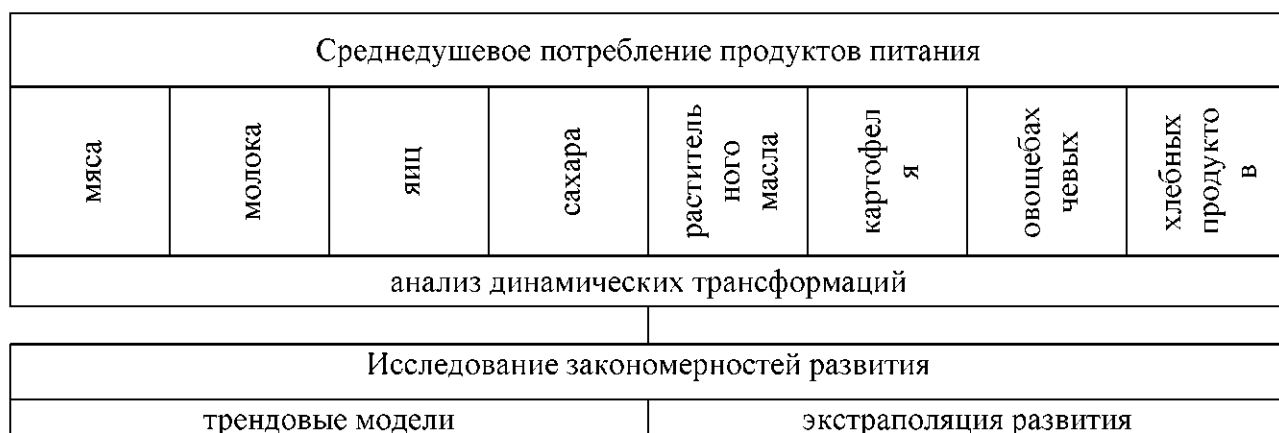 Среднедушевое потребление продуктов питания
мяса
молока
яиц
сахара
раститель
ного
масла
картофел
я
овощебах
чевых
хлебных
продукто
в
анализ динамических трансформаций
Исследование закономерностей развития
трендовые модели
экстраполяция развития